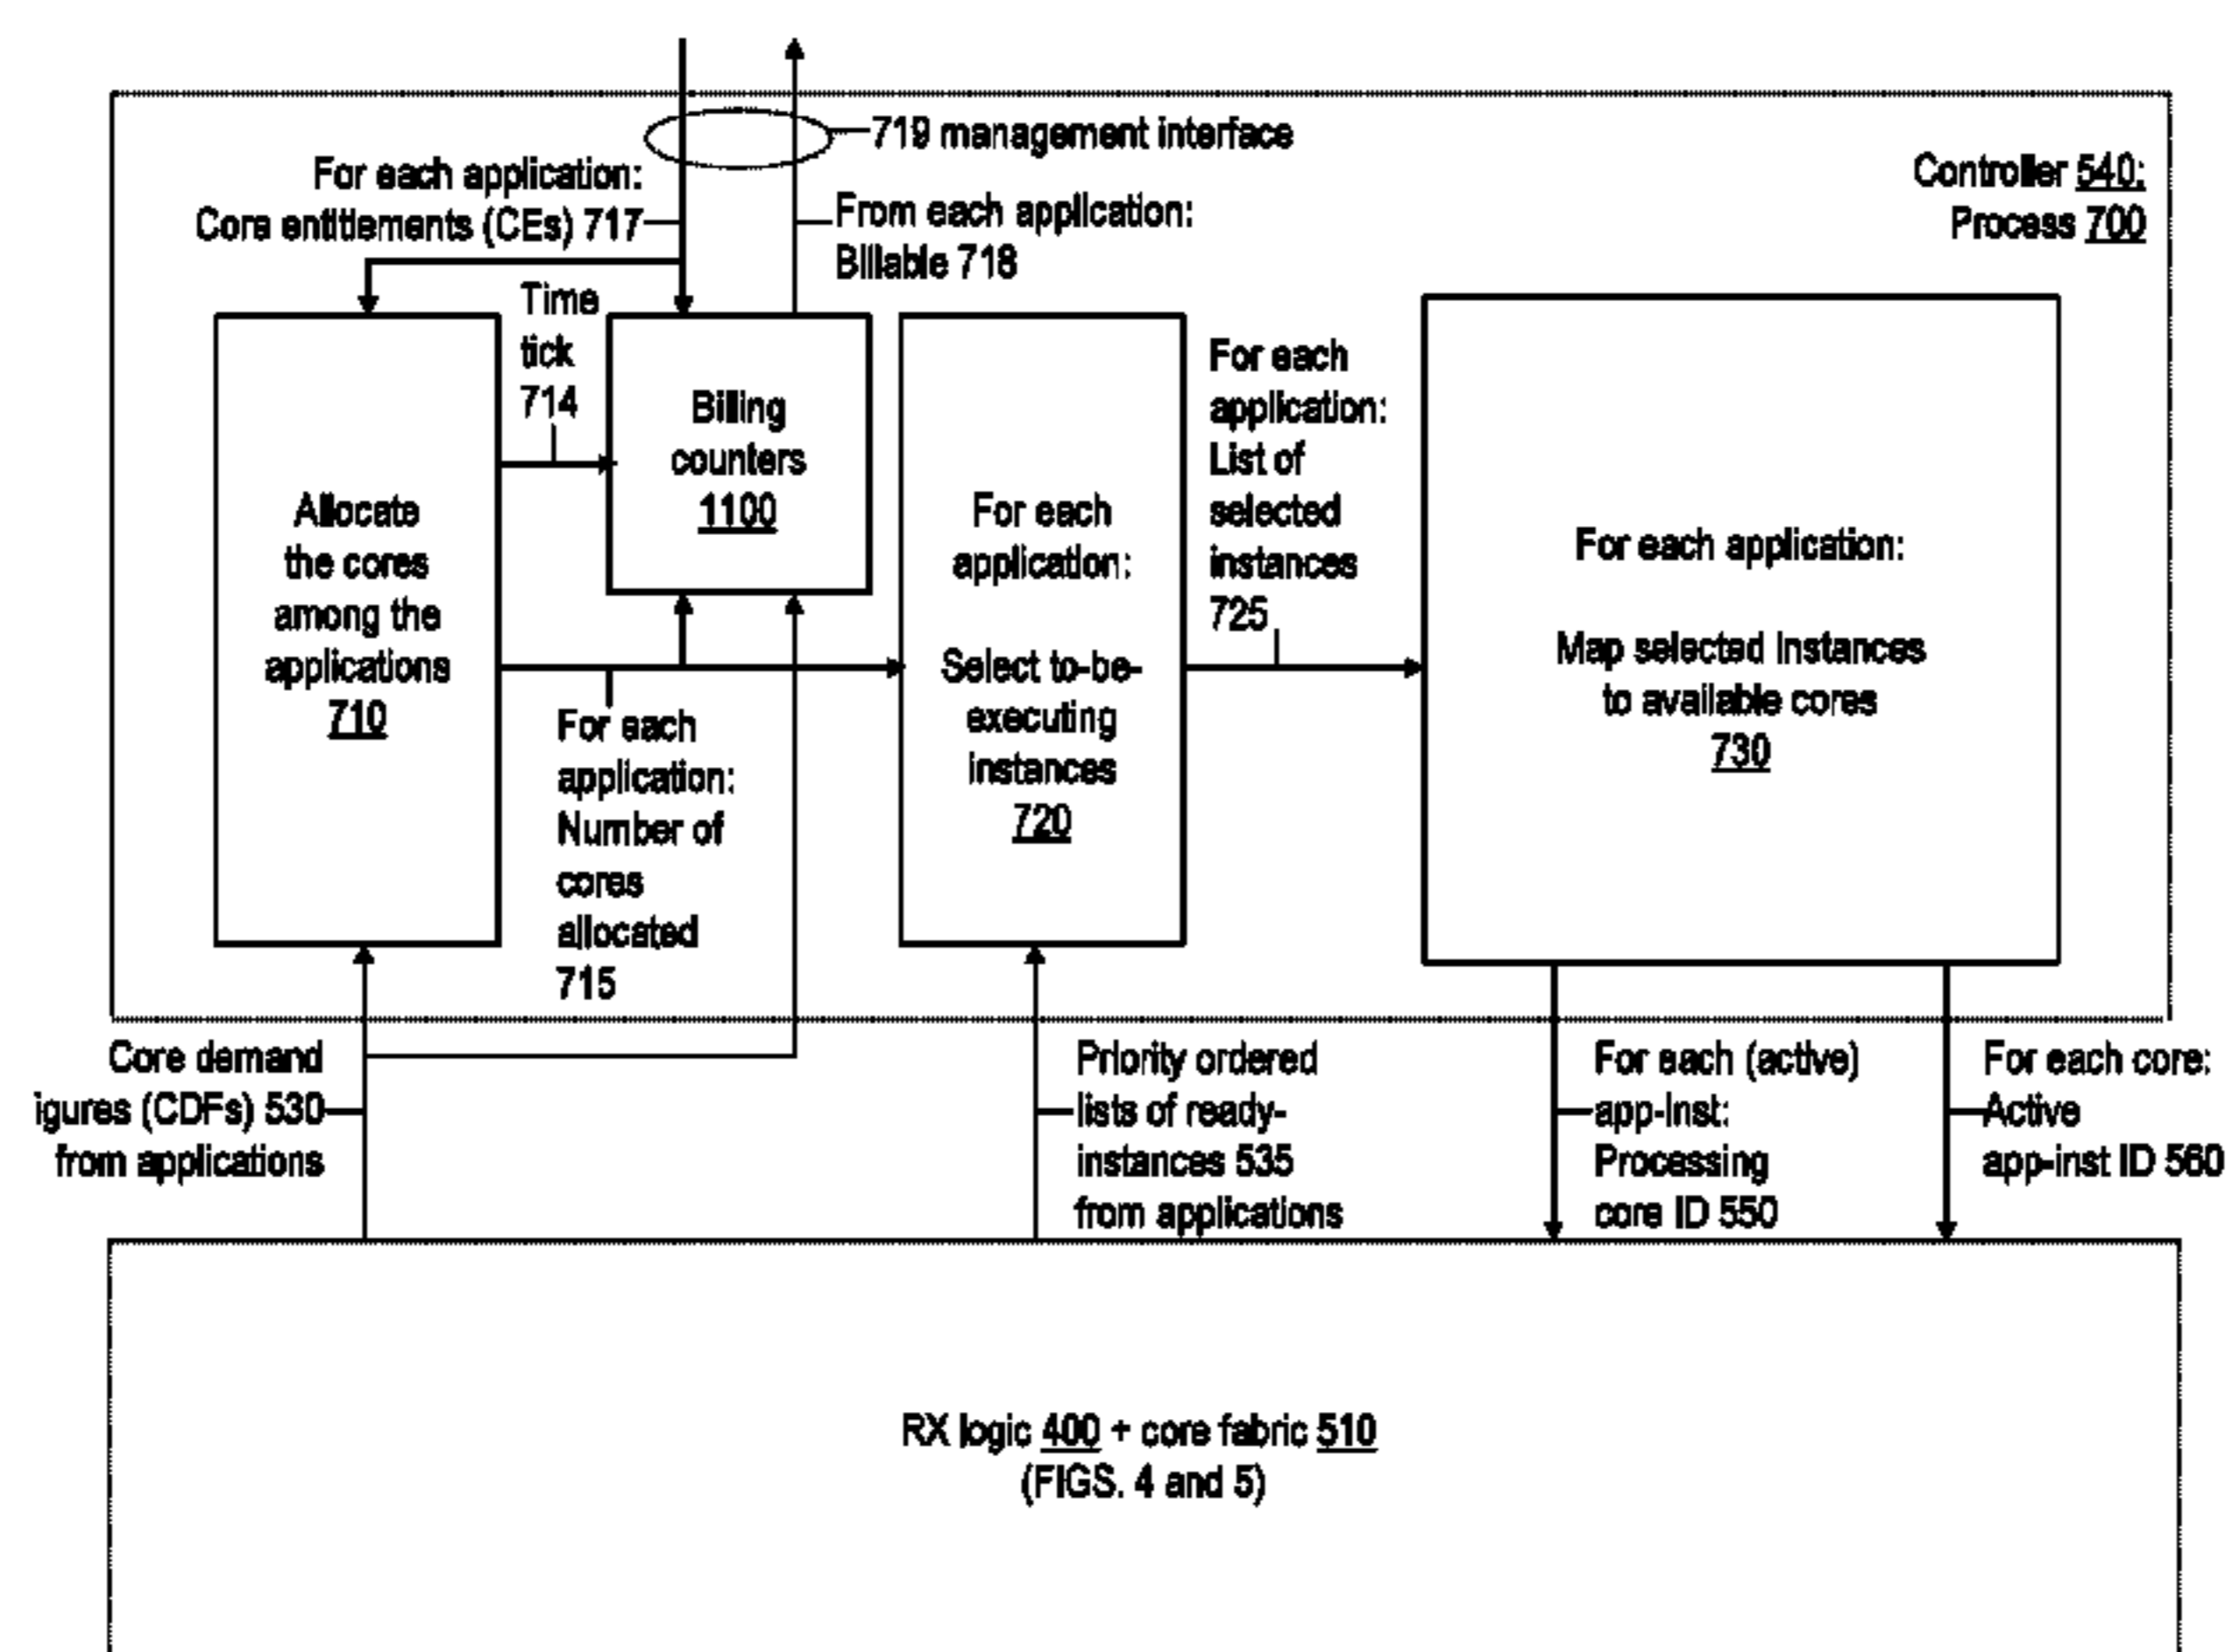 719 management interface
For each application:
Core entitlements (CEs) 717
From each application:
Billable 718
Controller 540:
Process 700
Time
tick
714
Allocate
the cores
among the
applications
710
Billing
counters
1100
For each
application:
Number of
cores
allocated
715
For each
application:
Select to-be-
executing
instances
720
For each
application:
List of
selected
instances
725
For each application:
Map selected instances
to available cores
730
Core demand
igures (CDFs) 530
from applications
Priority ordered
lists of ready-
instances 535
from applications
For each (active)
app-inst:
Processing
core ID 550
For each core:
Active
app-inst ID 560
RX logic 400 + core fabric 510
(FIGS. 4 and 5)